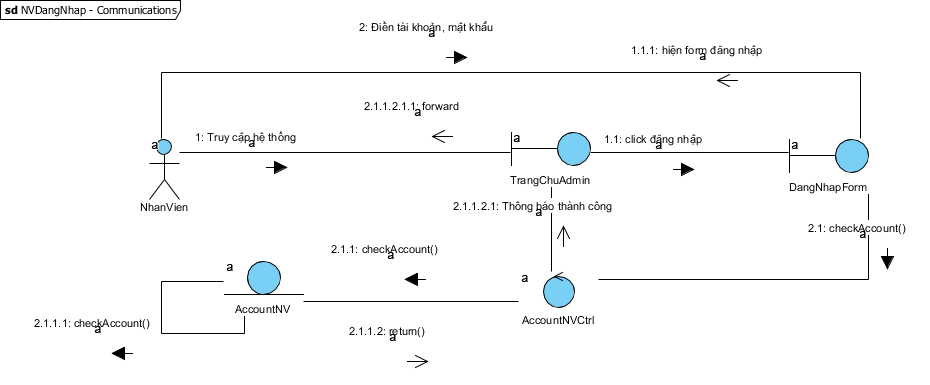 sd NVDangNhap - Communications
2: Điền tài khoản, mật khẩu
a
1.1.1: hiện form đăng nhập
a
2.1.1.2.1.1: forward
a
1: Truy cập hệ thống
a
a
a
1.1: click đăng nhập
a
a
NhanVien
TrangChuAdmin
DangNhapForm
2.1.1.2.1: Thông báo thành công
a
2.1: checkAccount()
a
2.1.1: checkAccount()
a
a
a
AccountNV
AccountNVCtrl
2.1.1.1: checkAccount()
a
2.1.1.2: return()
a